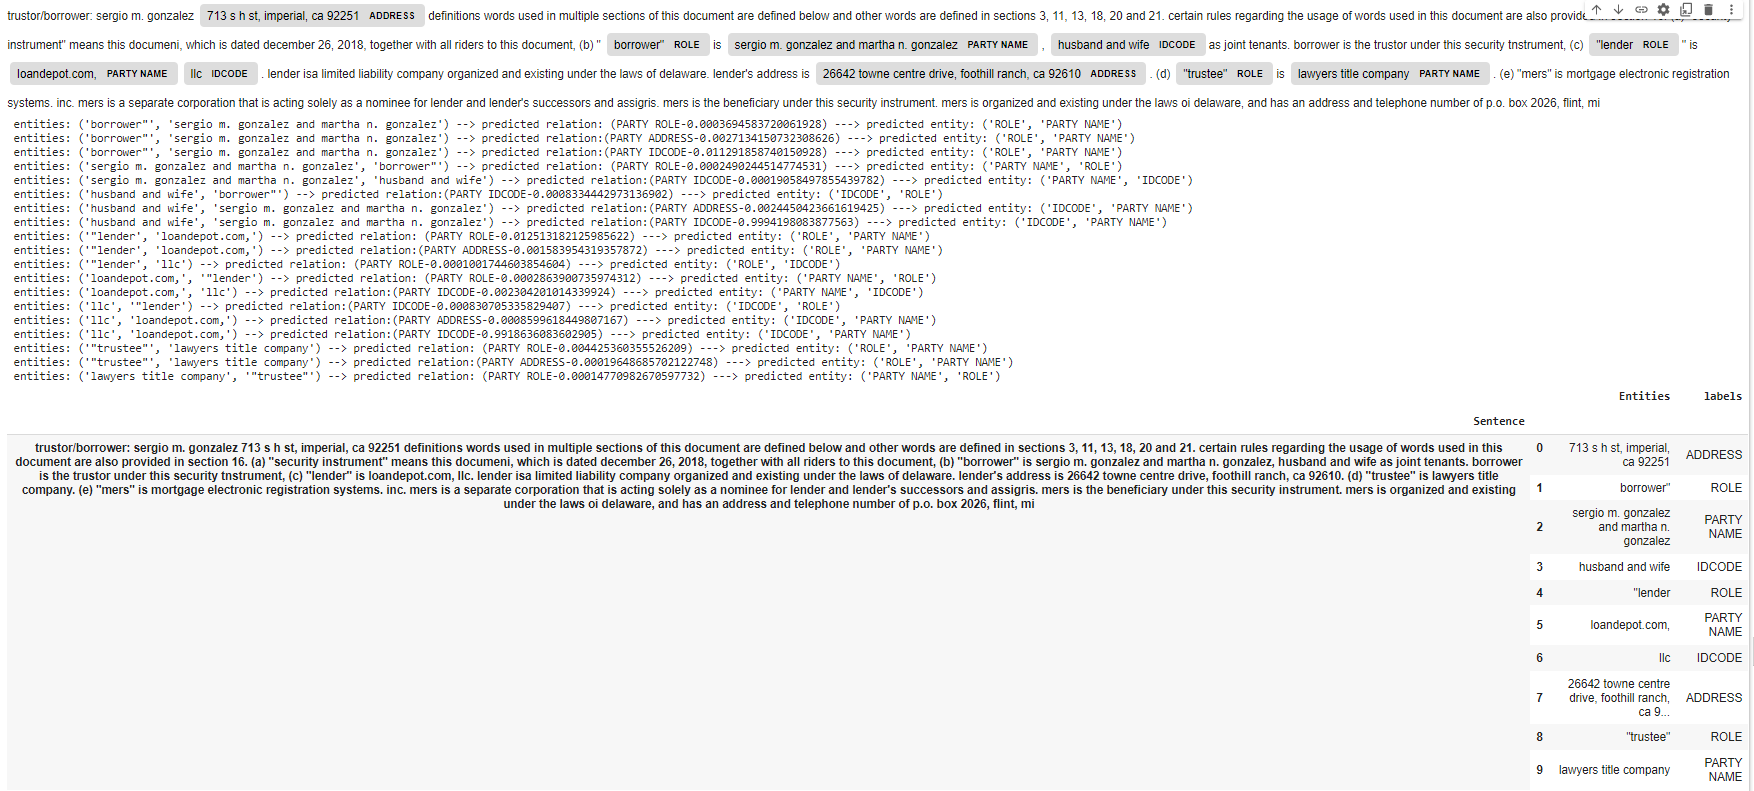 trustor/borrower: sergio m. gonzalez 713 s h st, imperial, ca 92251 ADDRESS definitions words used in multiple sections of this document are defined below and other words are defined in sections 3, 11, 13, 18, 20 and 21. certain rules regarding the usage of words used in this document are also
instrument" means this documeni, which is dated december 26, 2018, together with all riders to this document, (b) " borrower" ROLE is sergio m. gonzalez and martha n. gonzalez PARTY NAME , husband and wife IDCODE as joint tenants. borrower is the trustor under this security tnstrument, (c) "lender ROLE " is
loandepot.com, PARTY NAME llc IDCODE . lender isa limited liability company organized and existing under the laws of delaware. lender's address is 26642 towne centre drive, foothill ranch, ca 92610 ADDRESS . (d) "trustee" ROLE is lawyers title company PARTY NAME . (e) "mers" is mortgage electronic registration
systems. inc. mers is a separate corporation that is acting solely as a nominee for lender and lender's successors and assigris. mers is the beneficiary under this security instrument. mers is organized and existing under the laws oi delaware, and has an address and telephone number of p.o. box 2026, flint, mi
entities: ('borrower"', 'sergio m. gonzalez and martha n. gonzalez') --> predicted relation: (PARTY ROLE-0.0003694583720061928) ---> predicted entity: ('ROLE', 'PARTY NAME')
entities: ('borrower"', 'sergio m. gonzalez and martha n. gonzalez') --> predicted relation:(PARTY ADDRESS-0.0027134150732308626) ---> predicted entity: ('ROLE', 'PARTY NAME')
entities: ('borrower"', 'sergio m. gonzalez and martha n. gonzalez') --> predicted relation:(PARTY IDCODE-0.011291858740150928) ---> predicted entity: ('ROLE', 'PARTY NAME')
entities: ('sergio m. gonzalez and martha n. gonzalez', 'borrower"') --> predicted relation: (PARTY ROLE-0.0002490244514774531) ---> predicted entity: ('PARTY NAME', 'ROLE')
entities: ('sergio m. gonzalez and martha n. gonzalez', 'husband and wife') --> predicted relation:(PARTY IDCODE-0.00019058497855439782) ---> predicted entity: ('PARTY NAME', 'IDCODE')
entities: ('husband and wife', 'borrower"') --> predicted relation:(PARTY IDCODE-0.0008334442973136902) ---> predicted entity: ('IDCODE', 'ROLE')
entities: ('husband and wife', 'sergio m. gonzalez and martha n. gonzalez') --> predicted relation:(PARTY ADDRESS-0.0024450423661619425) ---> predicted entity: ('IDCODE', 'PARTY NAME')
entities: ('husband and wife', 'sergio m. gonzalez and martha n. gonzalez') --> predicted relation:(PARTY IDCODE-0.9994198083877563) ---> predicted entity: ('IDCODE', 'PARTY NAME')
entities: ('"lender', 'loandepot.com,') --> predicted relation: (PARTY ROLE-0.012513182125985622) ---> predicted entity: ('ROLE', 'PARTY NAME')
entities: ('"lender', 'loandepot.com,') --> predicted relation:(PARTY ADDRESS-0.001583954319357872) ---> predicted entity: ('ROLE', 'PARTY NAME')
entities: ('"lender', 'llc') --> predicted relation: (PARTY ROLE-0.0001001744603854604) ---> predicted entity: ('ROLE', 'IDCODE')
entities: ('loandepot.com,', '"lender') --> predicted relation: (PARTY ROLE-0.0002863900735974312) ---> predicted entity: ('PARTY NAME', 'ROLE')
entities: ('loandepot.com,', 'llc') --> predicted relation:(PARTY IDCODE-0.002304201014339924) ---> predicted entity: ('PARTY NAME', 'IDCODE')
entities: ('llc', '"lender') --> predicted relation:(PARTY IDCODE-0.000830705335829407) ---> predicted entity: ('IDCODE', 'ROLE')
entities: ('llc', 'loandepot.com,') --> predicted relation:(PARTY ADDRESS-0.0008599618449807167) ---> predicted entity: ('IDCODE', 'PARTY NAME')
entities: ('llc', 'loandepot.com,') --> predicted relation:(PARTY IDCODE-0.9918636083602905) ---> predicted entity: ('IDCODE', 'PARTY NAME')
entities: ('"trustee"', 'lawyers title company') --> predicted relation: (PARTY ROLE-0.004425360355526209) ---> predicted entity: ('ROLE', 'PARTY NAME')
entities: ('"trustee"', 'lawyers title company') --> predicted relation:(PARTY ADDRESS-0.00019648685702122748) ---> predicted entity: ('ROLE', 'PARTY NAME')
entities: ('lawyers title company', '"trustee"') --> predicted relation: (PARTY ROLE-0.00014770982670597732) ---> predicted entity: ('PARTY NAME', 'ROLE')
Entities labels
Sentence
trustor/borrower: sergio m. gonzalez 713 s h st, imperial, ca 92251 definitions words used in multiple sections of this document are defined below and other words are defined in sections 3, 11, 13, 18, 20 and 21. certain rules regarding the usage of words used in this
document are also provided in section 16. (a) "security instrument" means this documeni, which is dated december 26, 2018, together with all riders to this document, (b) "borrower" is sergio m. gonzalez and martha n. gonzalez, husband and wife as joint tenants. borrower
is the trustor under this security tnstrument, (c) "lender" is loandepot.com, llc. lender isa limited liability company organized and existing under the laws of delaware. lender's address is 26642 towne centre drive, foothill ranch, ca 92610. (d) "trustee" is lawyers title
company. (e) "mers" is mortgage electronic registration systems. inc. mers is a separate corporation that is acting solely as a nominee for lender and lender's successors and assigris. mers is the beneficiary under this security instrument. mers is organized and existing
under the laws oi delaware, and has an address and telephone number of p.o. box 2026, flint, mi
0 713 s h st, imperial,
ca 92251 ADDRESS
1 borrower" ROLE
2 sergio m. gonzalez
and martha n.
gonzalez PARTY
NAME
3 husband and wife IDCODE
4 "lender ROLE
5 loandepot.com, PARTY
NAME
6 llc IDCODE
7 26642 towne centre
drive, foothill ranch,
ca 9... ADDRESS
8 "trustee" ROLE
9 lawyers title company PARTY
NAME